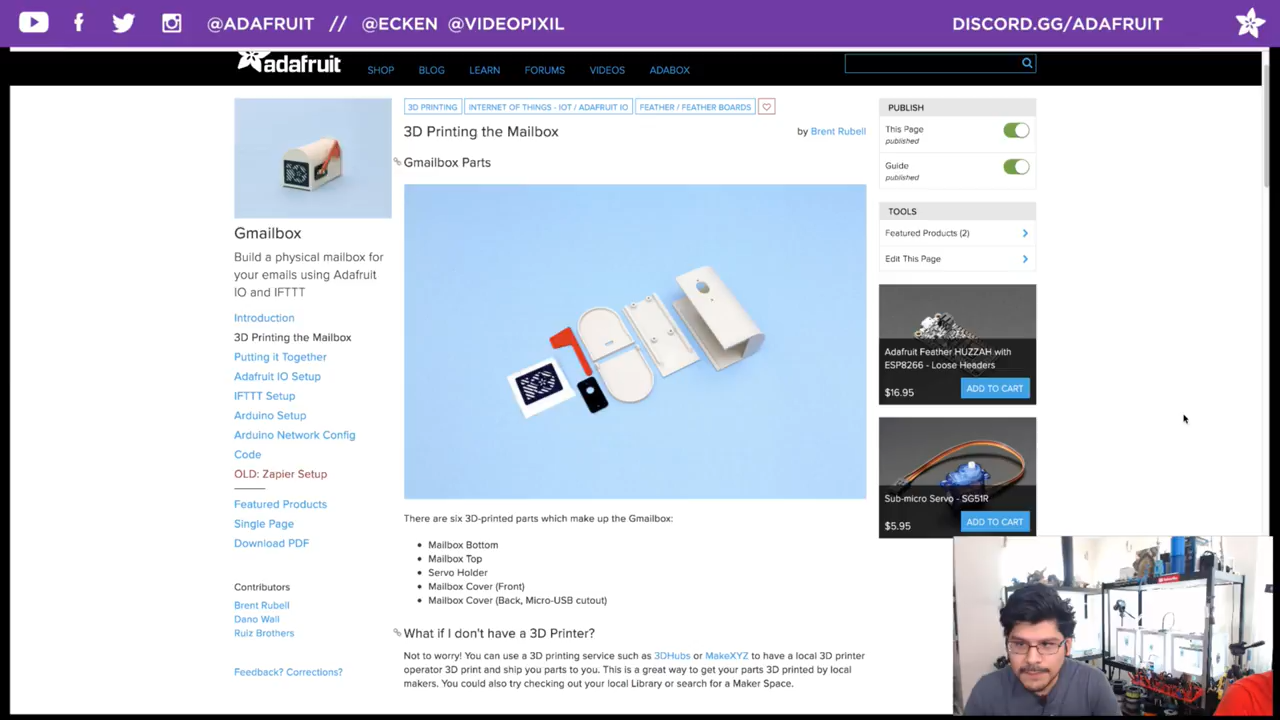 @ADAFRUIT // @ECKEN @VIDEOPIXIL
DISCORD.GG/ADAFRUIT
adafruit
SHOP BLOG LEARN FORUMS VIDEOS ADABOX
3D PRINTING INTERNET OF THINGS - IOT / ADAFRUIT IO FEATHER / FEATHER BOARDS
3D Printing the Mailbox
by Brent Rubell
Gmailbox Parts
Gmailbox
Build a physical mailbox for
your emails using Adafruit
IO and IFTTT
Introduction
3D Printing the Mailbox
Putting it Together
Adafruit IO Setup
IFTTT Setup
Arduino Setup
Arduino Network Config
Code
OLD: Zapier Setup
Featured Products
Single Page
Download PDF
Contributors
Brent Rubell
Dano Wall
Ruiz Brothers
Feedback? Corrections?
There are six 3D-printed parts which make up the Gmailbox:
Mailbox Bottom
Mailbox Top
Servo Holder
Mailbox Cover (Front)
Mailbox Cover (Back, Micro-USB cutout)
What if I don't have a 3D Printer?
Not to worry! You can use a 3D printing service such as 3DHubs or MakeXYZ to have a local 3D printer
operator 3D print and ship you parts to you. This is a great way to get your parts 3D printed by local
makers. You could also try checking out your local Library or search for a Maker Space.
PUBLISH
This Page
published
Guide
published
TOOLS
Featured Products (2)
Edit This Page
Adafruit Feather HUZZAH with
ESP8266 - Loose Headers
$16.95 ADD TO CART
Sub-micro Servo - SG51R
$5.95 ADD TO CART